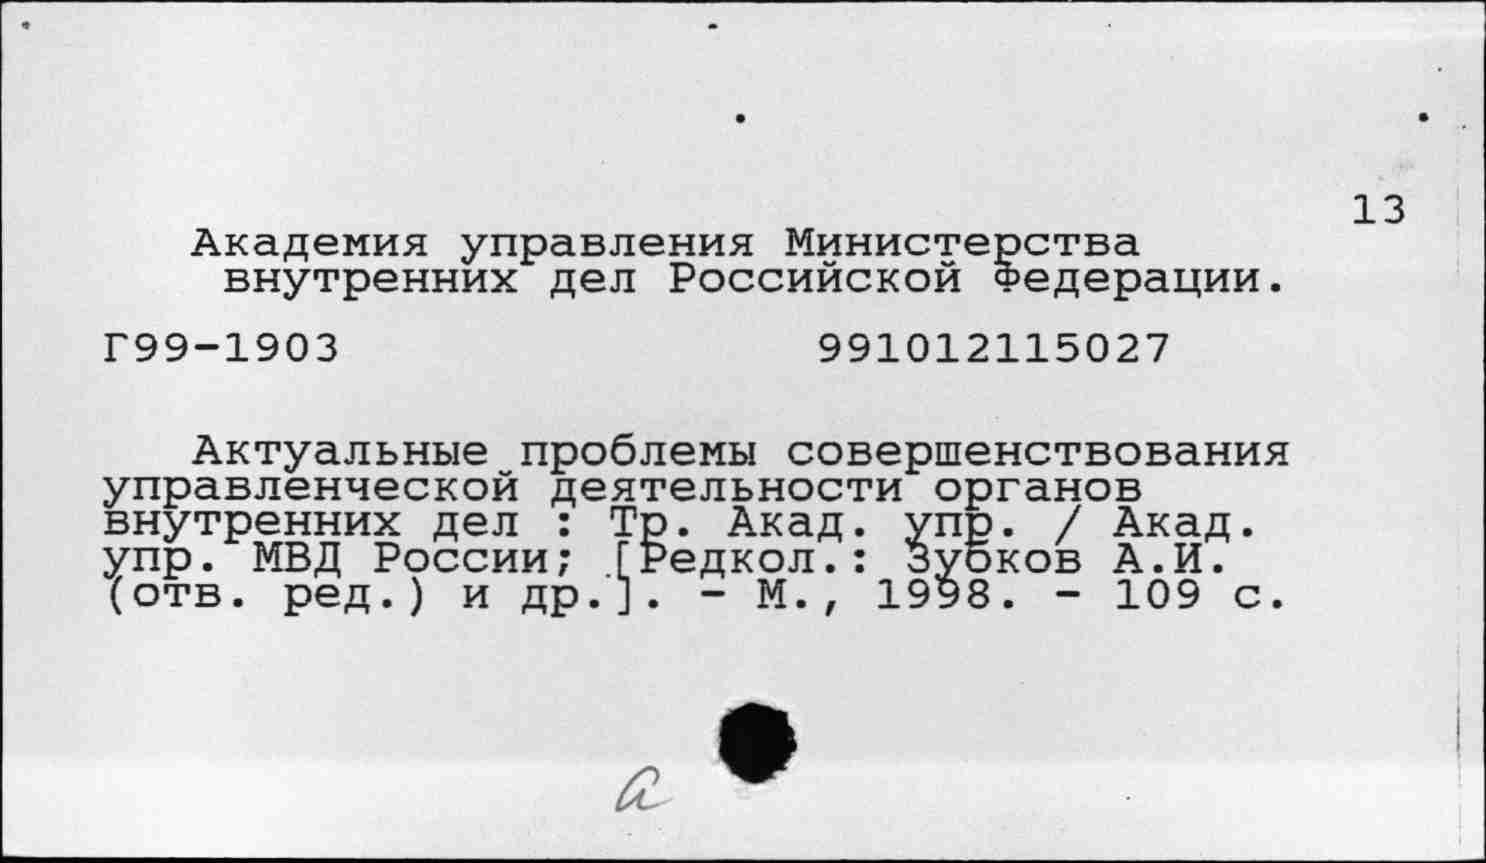 13
Академия управления Министерства
внутренних дел Российской Федерации.
Г99-1903 991012115027
Актуальные проблемы совершенствования
управленческой деятельности органов
внутренних дел : Тр. Акад. упр. / Акад.
упр. МВД России; [Редкол.: Зубков А.И.
(отв. ред.) и др.]. - М., 1998. - 109 с.
а